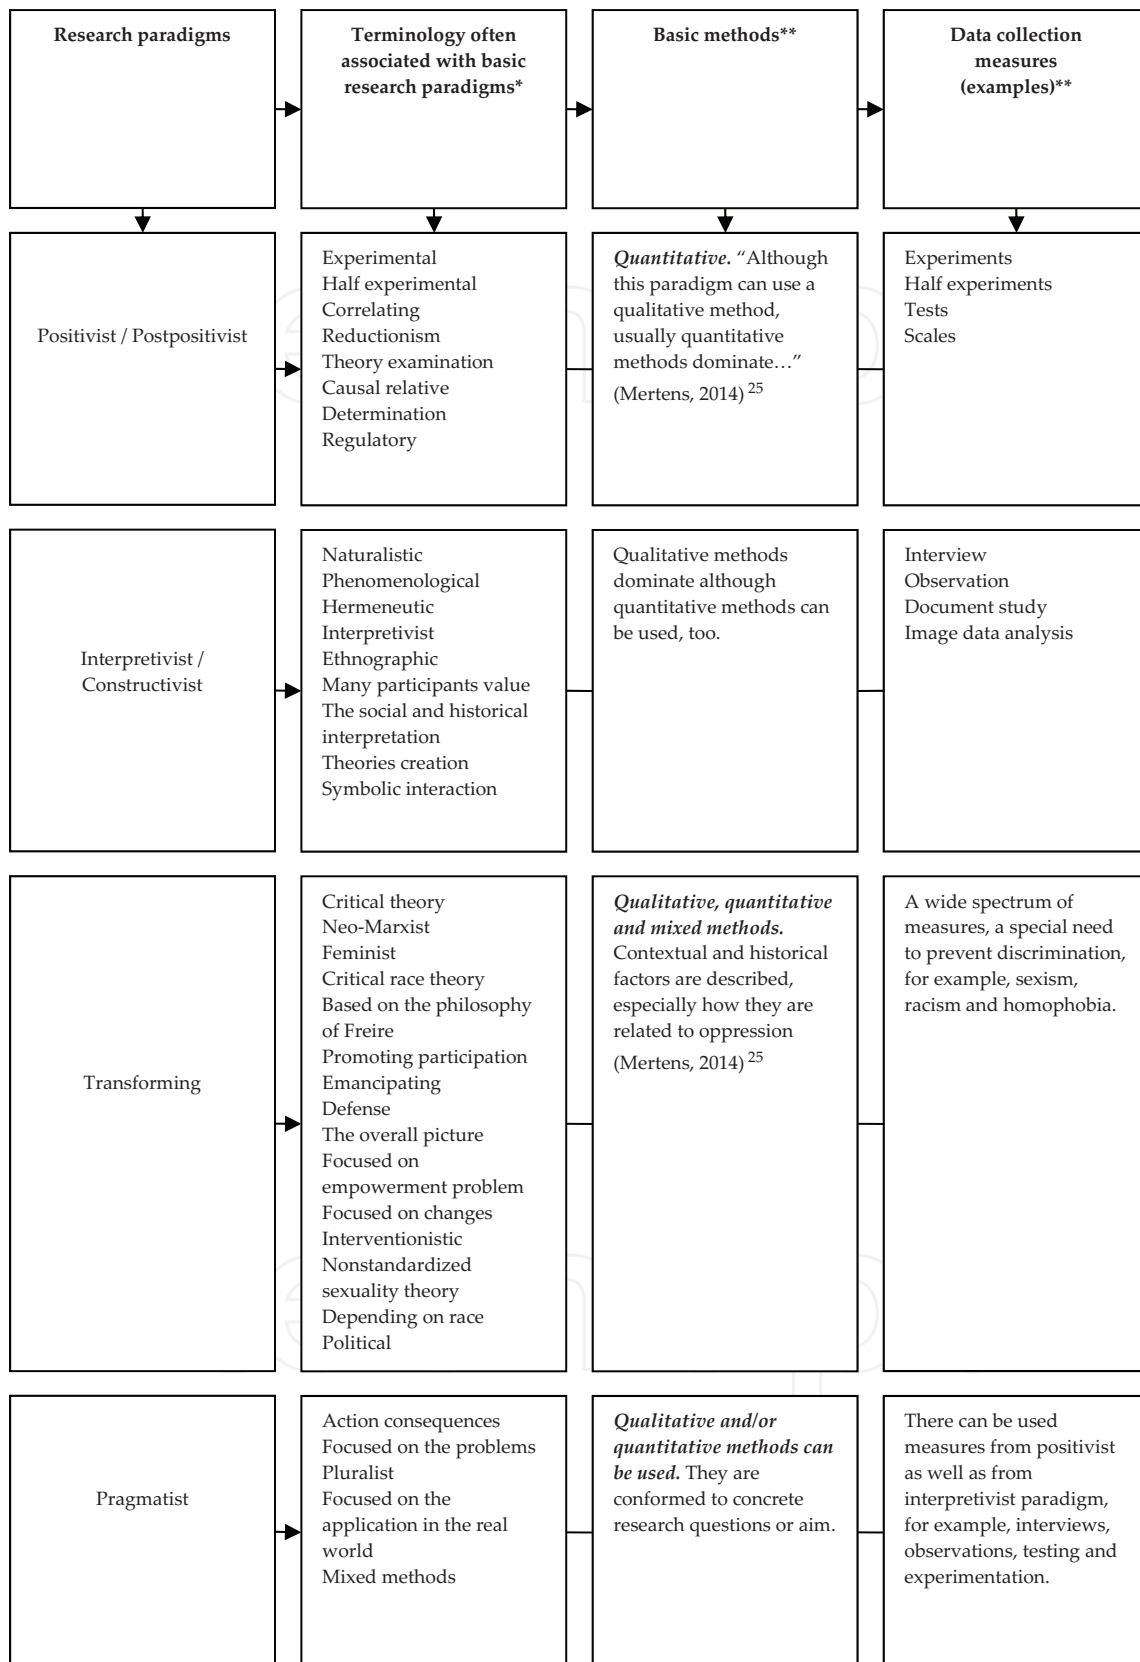 Research paradigms
Terminology often
associated with basic
research paradigms*
Basic methods**
Data collection
measures
(examples)**
Positivist / Postpositivist
Experimental
Half experimental
Correlating
Reductionism
Theory examination
Causal relative
Determination
Regulatory
Quantitative. “Although
this paradigm can use a
qualitative method,
usually quantitative
methods dominate…”
(Mertens, 2014) 25
Experiments
Half experiments
Tests
Scales
Interpretivist /
Constructivist
Naturalistic
Phenomenological
Hermeneutic
Interpretivist
Ethnographic
Many participants value
The social and historical
interpretation
Theories creation
Symbolic interaction
Qualitative methods
dominate although
quantitative methods can
be used, too.
Interview
Observation
Document study
Image data analysis
Transforming
Critical theory
Neo-Marxist
Feminist
Critical race theory
Based on the philosophy
of Freire
Promoting participation
Emancipating
Defense
The overall picture
Focused on
empowerment problem
Focused on changes
Interventionistic
Nonstandardized
sexuality theory
Depending on race
Political
Qualitative, quantitative
and mixed methods.
Contextual and historical
factors are described,
especially how they are
related to oppression
(Mertens, 2014) 25
A wide spectrum of
measures, a special need
to prevent discrimination,
for example, sexism,
racism and homophobia.
Pragmatist
Action consequences
Focused on the problems
Pluralist
Focused on the
application in the real
world
Mixed methods
Qualitative and/or
quantitative methods can
be used. They are
conformed to concrete
research questions or aim.
There can be used
measures from positivist
as well as from
interpretivist paradigm,
for example, interviews,
observations, testing and
experimentation.